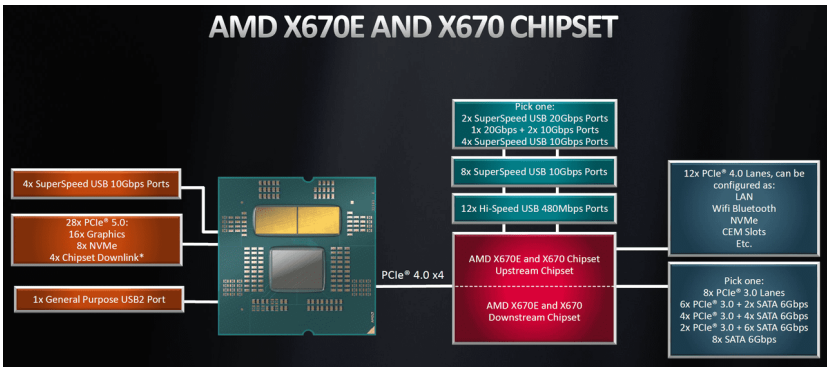 AMD X670E AND X670 CHIPSET
Pick one:
2x SuperSpeed USB 20Gbps Ports
1x 20Gbps + 2x 10Gbps Ports
4x SuperSpeed USB 10Gbps Ports
8x SuperSpeed USB 10Gbps Ports
12x Hi-Speed USB 480Mbps Ports
4x SuperSpeed USB 10Gbps Ports
28x PCIe® 5.0:
16x Graphics
8x NVMe
4x Chipset Downlink*
1x General Purpose USB2 Port
AMD
PCIe® 4.0 x4
AMD X670E and X670 Chipset
Upstream Chipset
AMD X670E and X670
Downstream Chipset
12x PCIe® 4.0 Lanes, can be
configured as:
LAN
Wifi Bluetooth
NVMe
CEM Slots
Etc.
Pick one:
8x PCIe® 3.0 Lanes
6x PCIe® 3.0 + 2x SATA 6Gbps
4x PCIe® 3.0 + 4x SATA 6Gbps
2x PCIe® 3.0 + 6x SATA 6Gbps
8x SATA 6Gbps